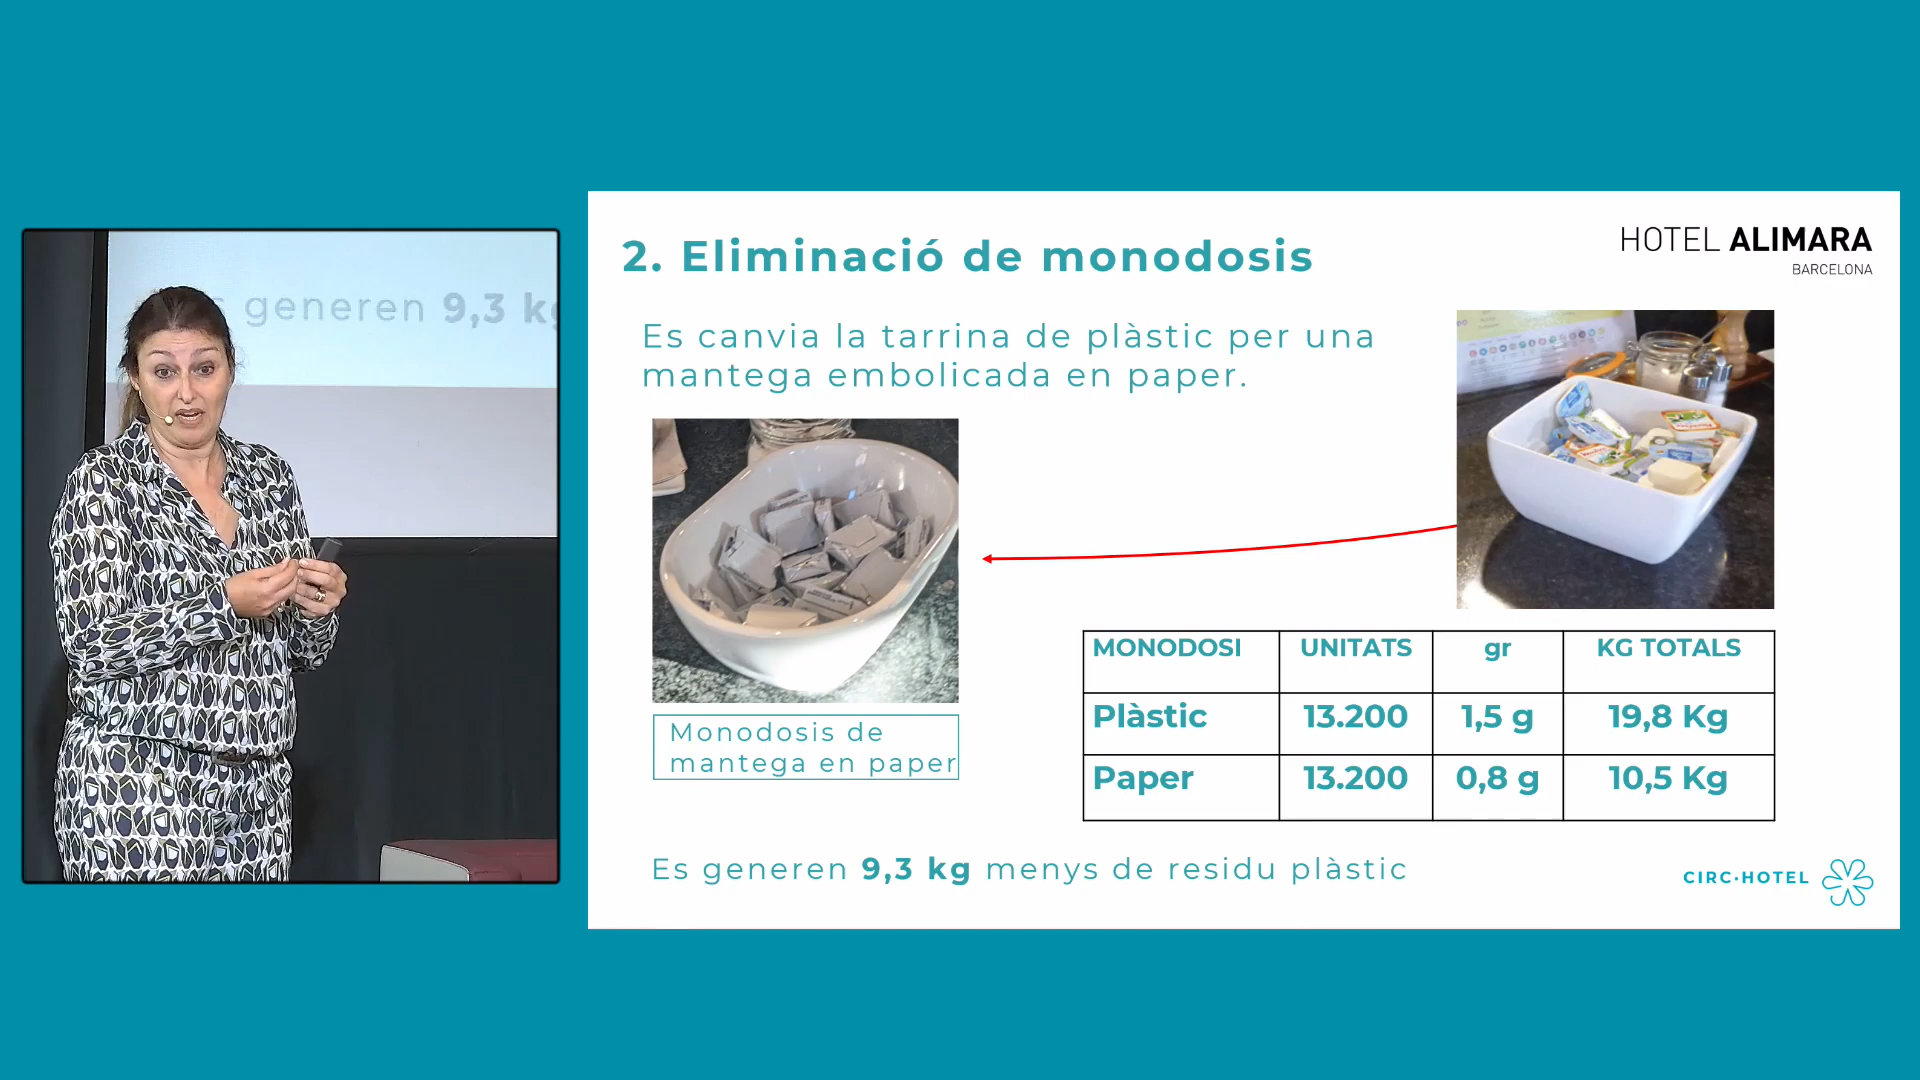 generen 9,3 kg
2. Eliminació de monodosis
HOTEL ALIMARA
BARCELONA
Es canvia la tarrina de plàstic per una
mantega embolicada en paper.
Monodosis de
mantega en paper
MONODOSI UNITATS gr KG TOTALS
Plàstic 13.200 1,5 g 19,8 Kg
Paper 13.200 0,8 g 10,5 Kg
Es generen 9,3 kg menys de residu plàstic
CIRC·HOTEL